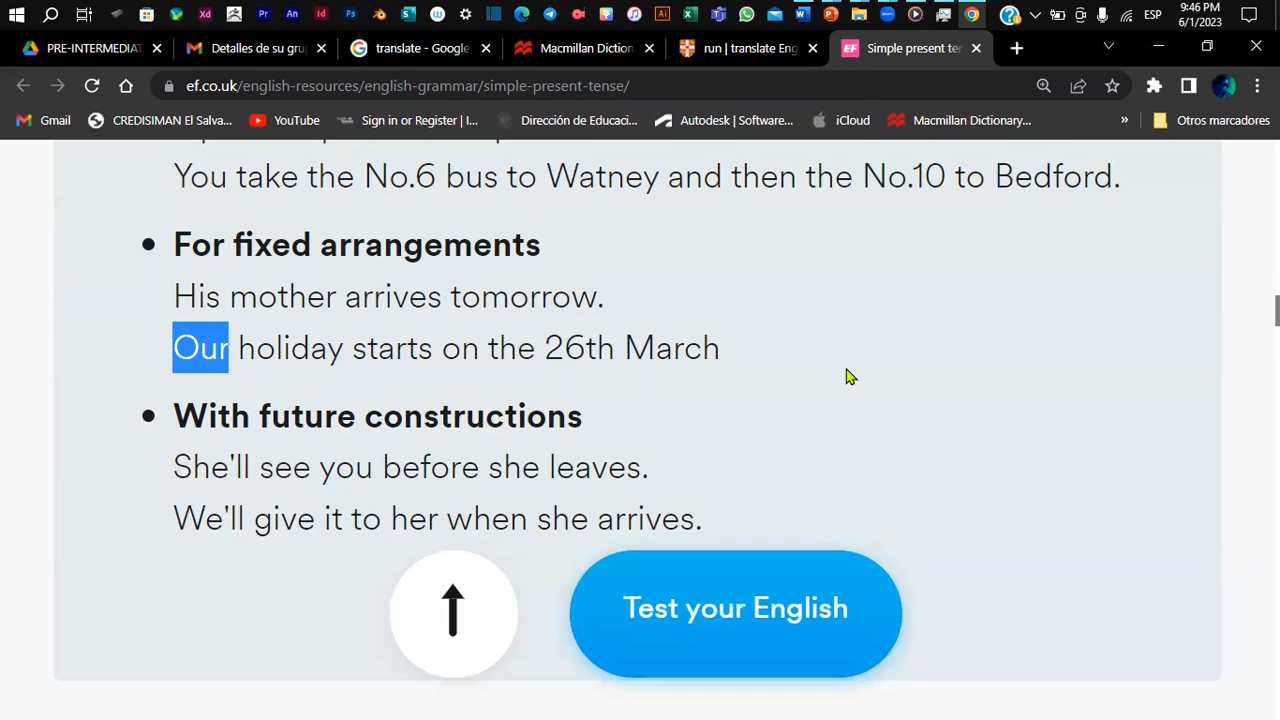 9:46 PM
ESP
6/1/2023
PRE-INTERMEDIAT
Detalles de su gru
translate - Google
Macmillan Diction
run | translate Eng
Simple present te
ef.co.uk/english-resources/english-grammar/simple-present-tense/
Gmail
CREDISIMAN El Salva...
YouTube
Sign in or Register | I...
Dirección de Educaci...
Autodesk | Software...
iCloud
Macmillan Dictionary...
»
Otros marcadores
You take the No.6 bus to Watney and then the No.10 to Bedford.
• For fixed arrangements
His mother arrives tomorrow.
Our holiday starts on the 26th March
• With future constructions
She'll see you before she leaves.
We'll give it to her when she arrives.
Test your English